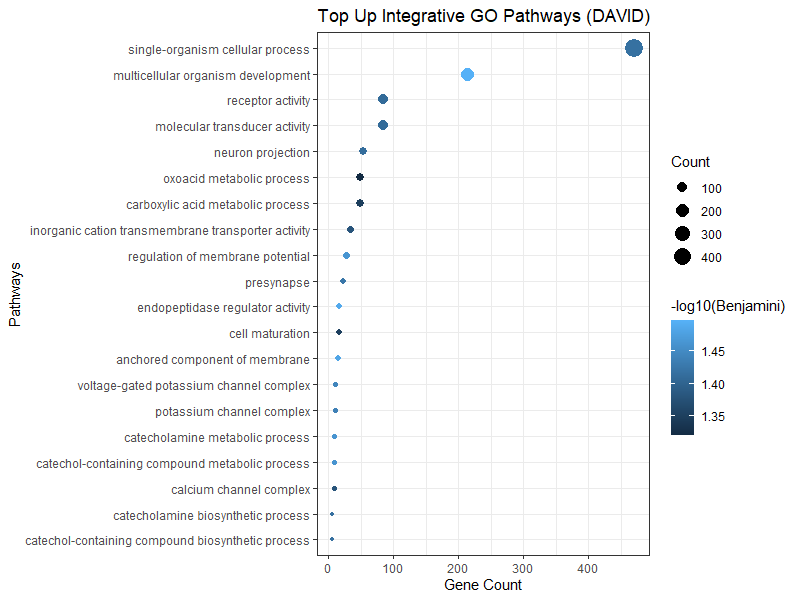 Top Up Integrative GO Pathways (DAVID)
Pathways
single-organism cellular process
multicellular organism development
receptor activity
molecular transducer activity
neuron projection
oxoacid metabolic process
carboxylic acid metabolic process
inorganic cation transmembrane transporter activity
regulation of membrane potential
presynapse
endopeptidase regulator activity
cell maturation
anchored component of membrane
voltage-gated potassium channel complex
potassium channel complex
catecholamine metabolic process
catechol-containing compound metabolic process
calcium channel complex
catecholamine biosynthetic process
catechol-containing compound biosynthetic process
0 100 200 300 400
Gene Count
Count
100
200
300
400
-log10(Benjamini)
1.45
1.40
1.35